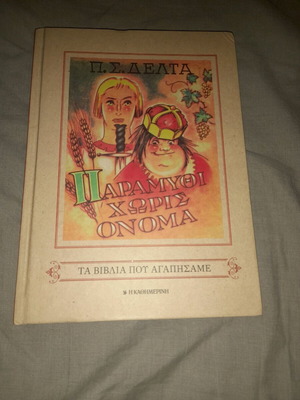 Π.Σ.ΔΕΛΤΑ
ΠΑΡΑΜΥΘΙ
ΧΩΡΙΣ
ΟΝΟΜΑ
ΤΑ ΒΙΒΛΙΑ ΠΟΥ ΑΓΑΠΗΣΑΜΕ
Η ΚΑΘΗΜΕΡΙΝΗ